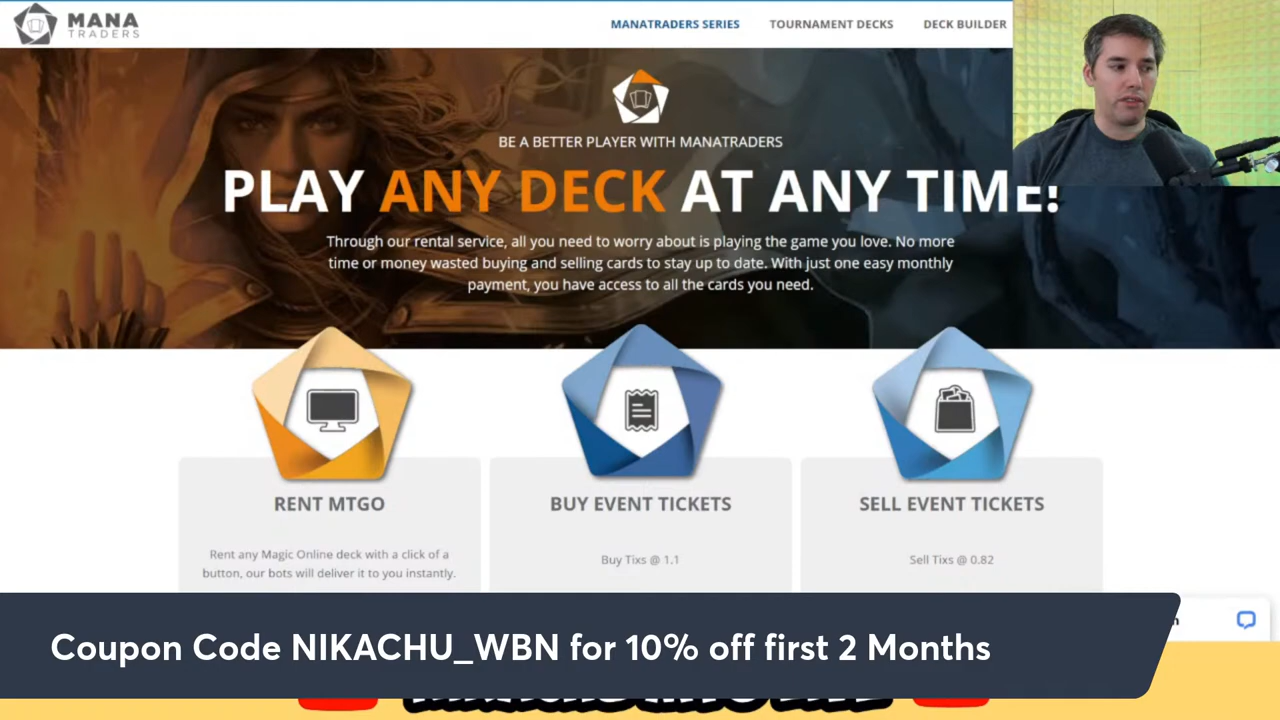 MANA
TRADERS
MANATRADERS SERIES
TOURNAMENT DECKS
DECK BUILDER
BE A BETTER PLAYER WITH MANATRADERS
PLAY ANY DECK AT ANY TIME!
Through our rental service, all you need to worry about is playing the game you love. No more
time or money wasted buying and selling cards to stay up to date. With just one easy monthly
payment, you have access to all the cards you need.
RENT MTGO
Rent any Magic Online deck with a click of a
button, our bots will deliver it to you instantly.
BUY EVENT TICKETS
Buy Tixs @ 1.1
SELL EVENT TICKETS
Sell Tixs @ 0.82
Coupon Code NIKACHU_WBN for 10% off first 2 Months